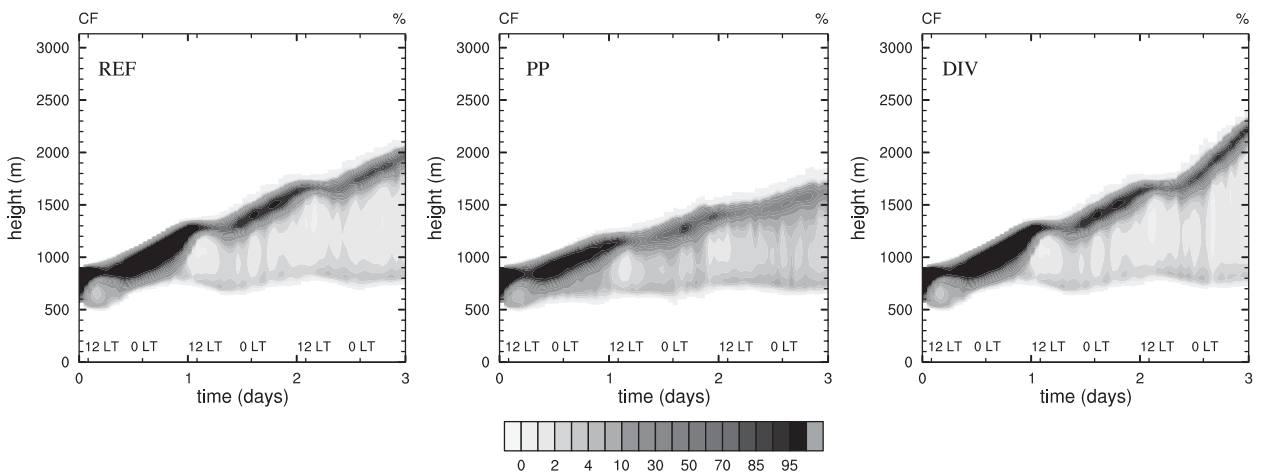 CF %
REF
height (m)
3000
2500
2000
1500
1000
500
0
12 LT 0 LT 12 LT 0 LT 12 LT 0 LT
0 1 2 3
time (days)
CF %
PP
height (m)
3000
2500
2000
1500
1000
500
0
12 LT 0 LT 12 LT 0 LT 12 LT 0 LT
0 1 2 3
time (days)
CF %
DIV
height (m)
3000
2500
2000
1500
1000
500
0
12 LT 0 LT 12 LT 0 LT 12 LT 0 LT
0 1 2 3
time (days)
0 2 4 10 30 50 70 85 95